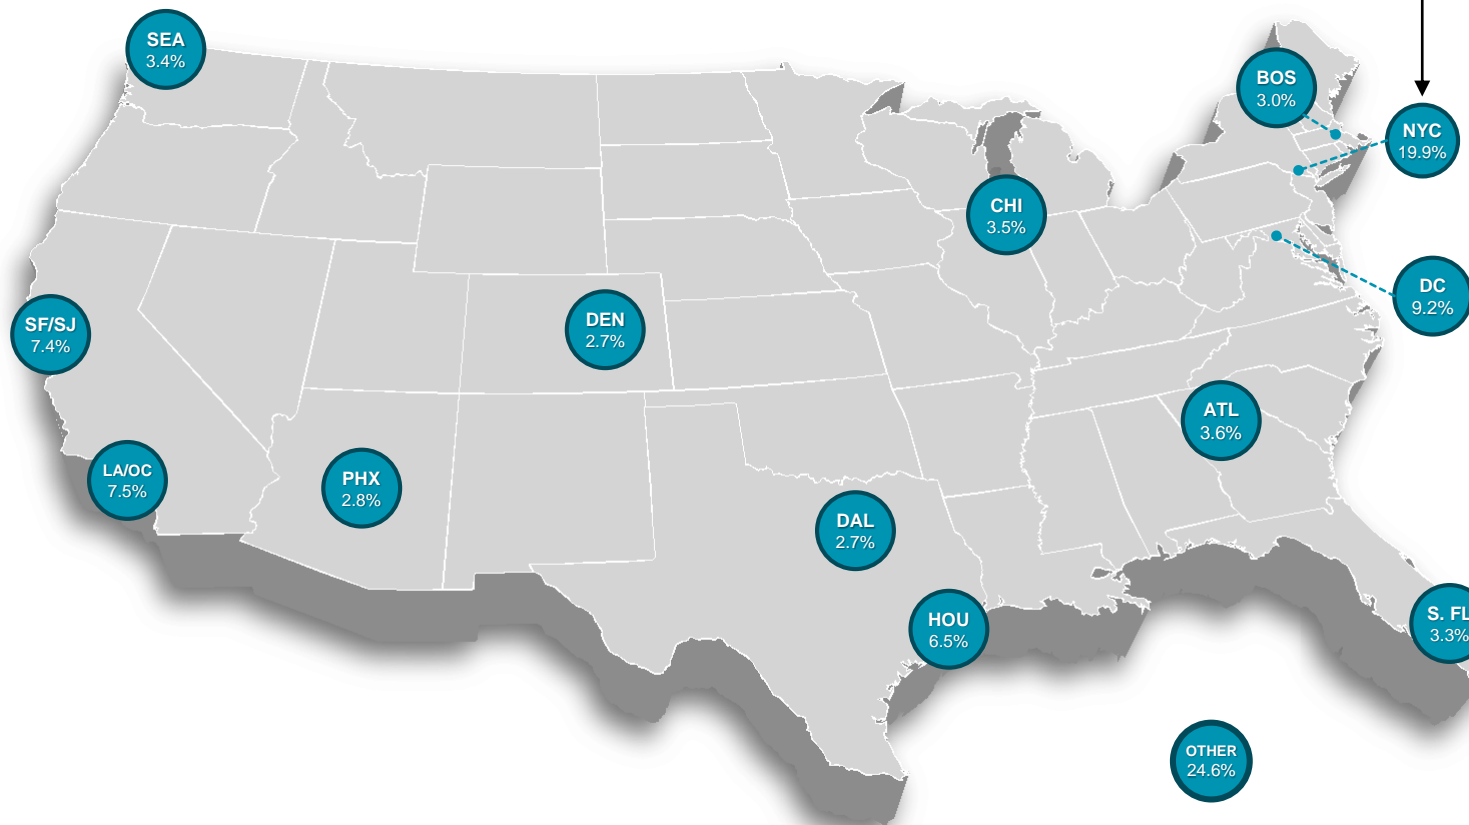 SEA
3.4%
BOS
3.0%
NYC
19.9%
CHI
3.5%
DC
9.2%
SF/SJ
7.4%
DEN
2.7%
ATL
3.6%
LA/OC
7.5%
PHX
2.8%
DAL
2.7%
HOU
6.5%
S. FL
3.3%
OTHER
24.6%